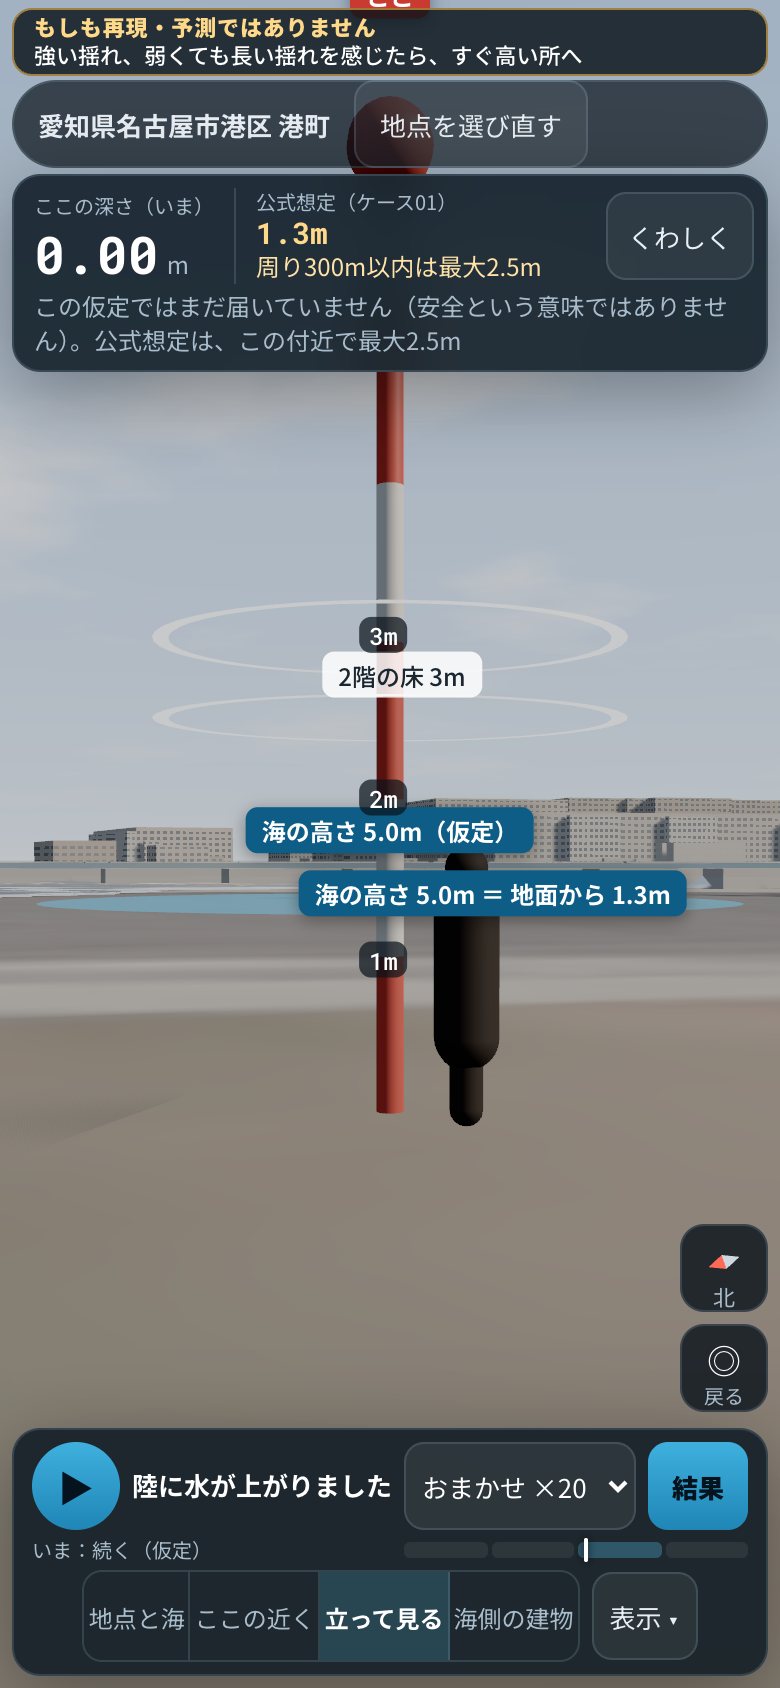 もしも再現・予測ではありません
強い揺れ、弱くても長い揺れを感じたら、すぐ高い所へ
愛知県名古屋市港区 港町
地点を選び直す
ここの深さ（いま）
0.00 m
公式想定（ケース01）
1.3m
周り300m以内は最大2.5m
くわしく
この仮定ではまだ届いていません（安全という意味ではありませ
ん）。公式想定は、この付近で最大2.5m
3m
2階の床 3m
2m
海の高さ 5.0m（仮定）
海の高さ 5.0m ＝ 地面から 1.3m
1m
北
戻る
陸に水が上がりました
おまかせ ×20
結果
いま：続く（仮定）
地点と海
ここの近く
立って見る
海側の建物
表示 ▾